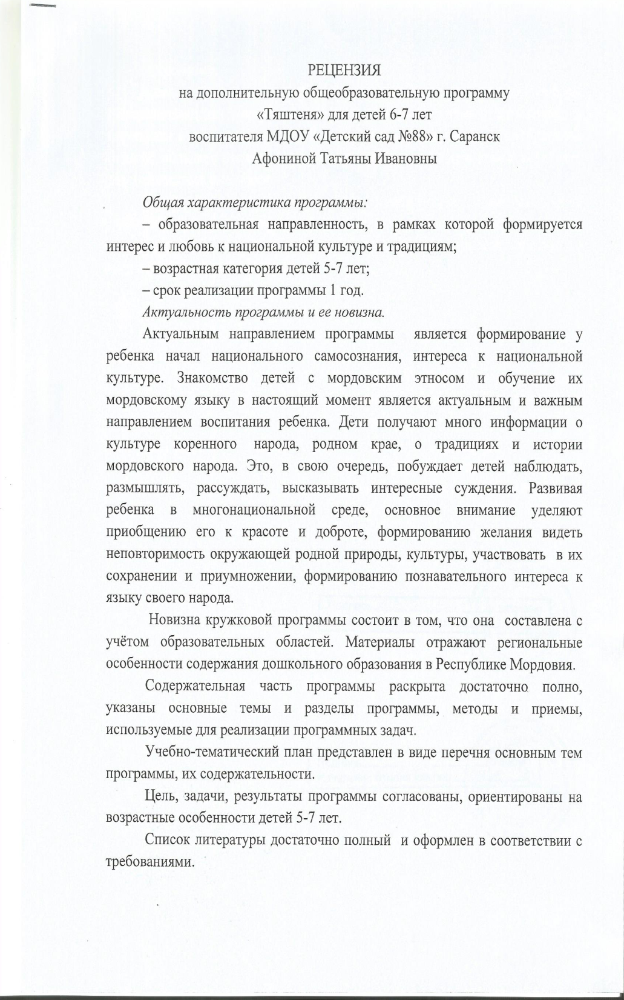 РЕЦЕНЗИЯ
на дополнительную общеобразовательную программу
«Тяштеня» для детей 6-7 лет
воспитателя МДОУ «Детский сад №88» г. Саранск
Афониной Татьяны Ивановны
Общая характеристика программы:
– образовательная направленность, в рамках которой формируется
интерес и любовь к национальной культуре и традициям;
– возрастная категория детей 5-7 лет;
– срок реализации программы 1 год.
Актуальность программы и ее новизна.
Актуальным направлением программы является формирование у
ребенка начал национального самосознания, интереса к национальной
культуре. Знакомство детей с мордовским этносом и обучение их
мордовскому языку в настоящий момент является актуальным и важным
направлением воспитания ребенка. Дети получают много информации о
культуре коренного народа, родном крае, о традициях и истории
мордовского народа. Это, в свою очередь, побуждает детей наблюдать,
размышлять, рассуждать, высказывать интересные суждения. Развивая
ребенка в многонациональной среде, основное внимание уделяют
приобщению его к красоте и доброте, формированию желания видеть
неповторимость окружающей родной природы, культуры, участвовать в их
сохранении и приумножении, формированию познавательного интереса к
языку своего народа.
Новизна кружковой программы состоит в том, что она составлена с
учётом образовательных областей. Материалы отражают региональные
особенности содержания дошкольного образования в Республике Мордовия.
Содержательная часть программы раскрыта достаточно полно,
указаны основные темы и разделы программы, методы и приемы,
используемые для реализации программных задач.
Учебно-тематический план представлен в виде перечня основным тем
программы, их содержательности.
Цель, задачи, результаты программы согласованы, ориентированы на
возрастные особенности детей 5-7 лет.
Список литературы достаточно полный и оформлен в соответствии с
требованиями.